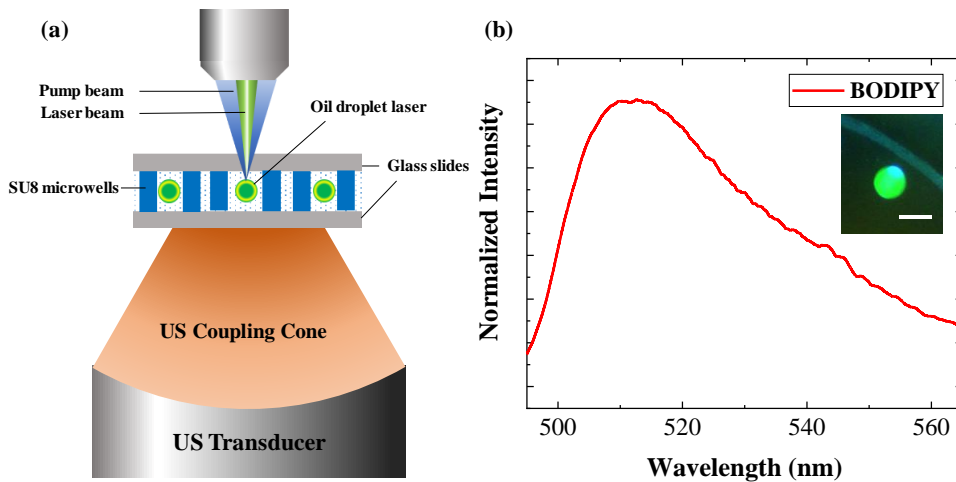 (a)
Pump beam
Laser beam
Oil droplet laser
Glass slides
SU8 microwells
US Coupling Cone
US Transducer
(b)
BODIPY
Normalized Intensity
500 520 540 560
Wavelength (nm)